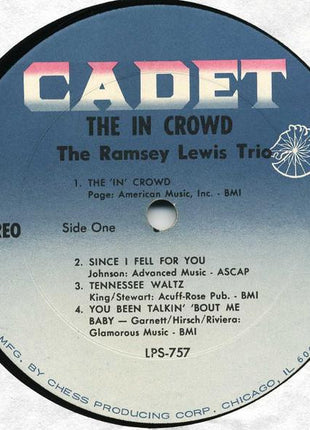 CADET
THE IN CROWD
The Ramsey Lewis Trio
1. THE 'IN' CROWD
Page: American Music, Inc. - BMI
Side One
2. SINCE I FELL FOR YOU
Johnson: Advanced Music - ASCAP
3. TENNESSEE WALTZ
King/Stewart: Acuff-Rose Pub. - BMI
4. YOU BEEN TALKIN' 'BOUT ME
BABY — Garnett/Hirsch/Riviera:
Glamorous Music - BMI
LPS-757
MFG. BY CHESS PRODUCING CORP. CHICAGO, IL